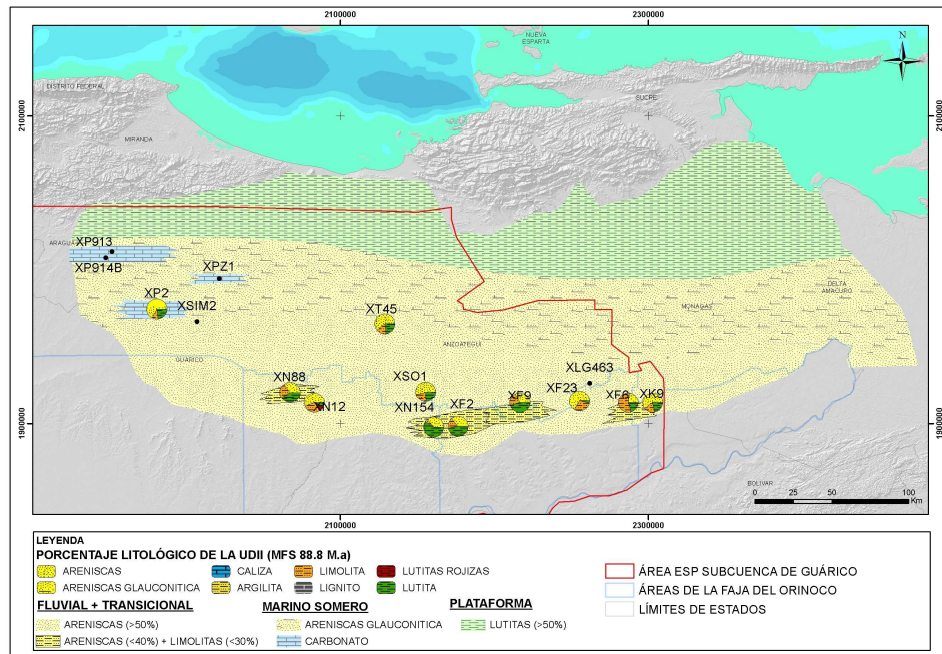 2100000
2300000
NUEVA
ESPARTA
N
DISTRITO FEDERAL
SUCRE
2100000
2100000
MIRANDA
ARAGUA
XP913
XP914B
XPZ1
DELTA
AMACURO
XP2
XSIM2
XT45
MONAGAS
ANZOATEGUI
GUÁRICO
XLG463
XN88
XSO1
XF23
XN12
XN154
XF2
XF9
XF6
XK9
1900000
1900000
BOLIVAR
0 25 50 100
Km
2100000
2300000
LEYENDA
PORCENTAJE LITOLÓGICO DE LA UDII (MFS 88.8 M.a)
ARENISCAS CALIZA LIMOLITA LUTITAS ROJIZAS
ARENISCAS GLAUCONITICA ARGILITA LIGNITO LUTITA
FLUVIAL + TRANSICIONAL MARINO SOMERO PLATAFORMA
ARENISCAS (>50%) ARENISCAS GLAUCONITICA LUTITAS (>50%)
ARENISCAS (<40%) + LIMOLITAS (<30%) CARBONATO
ÁREA ESP SUBCUENCA DE GUÁRICO
ÁREAS DE LA FAJA DEL ORINOCO
LÍMITES DE ESTADOS